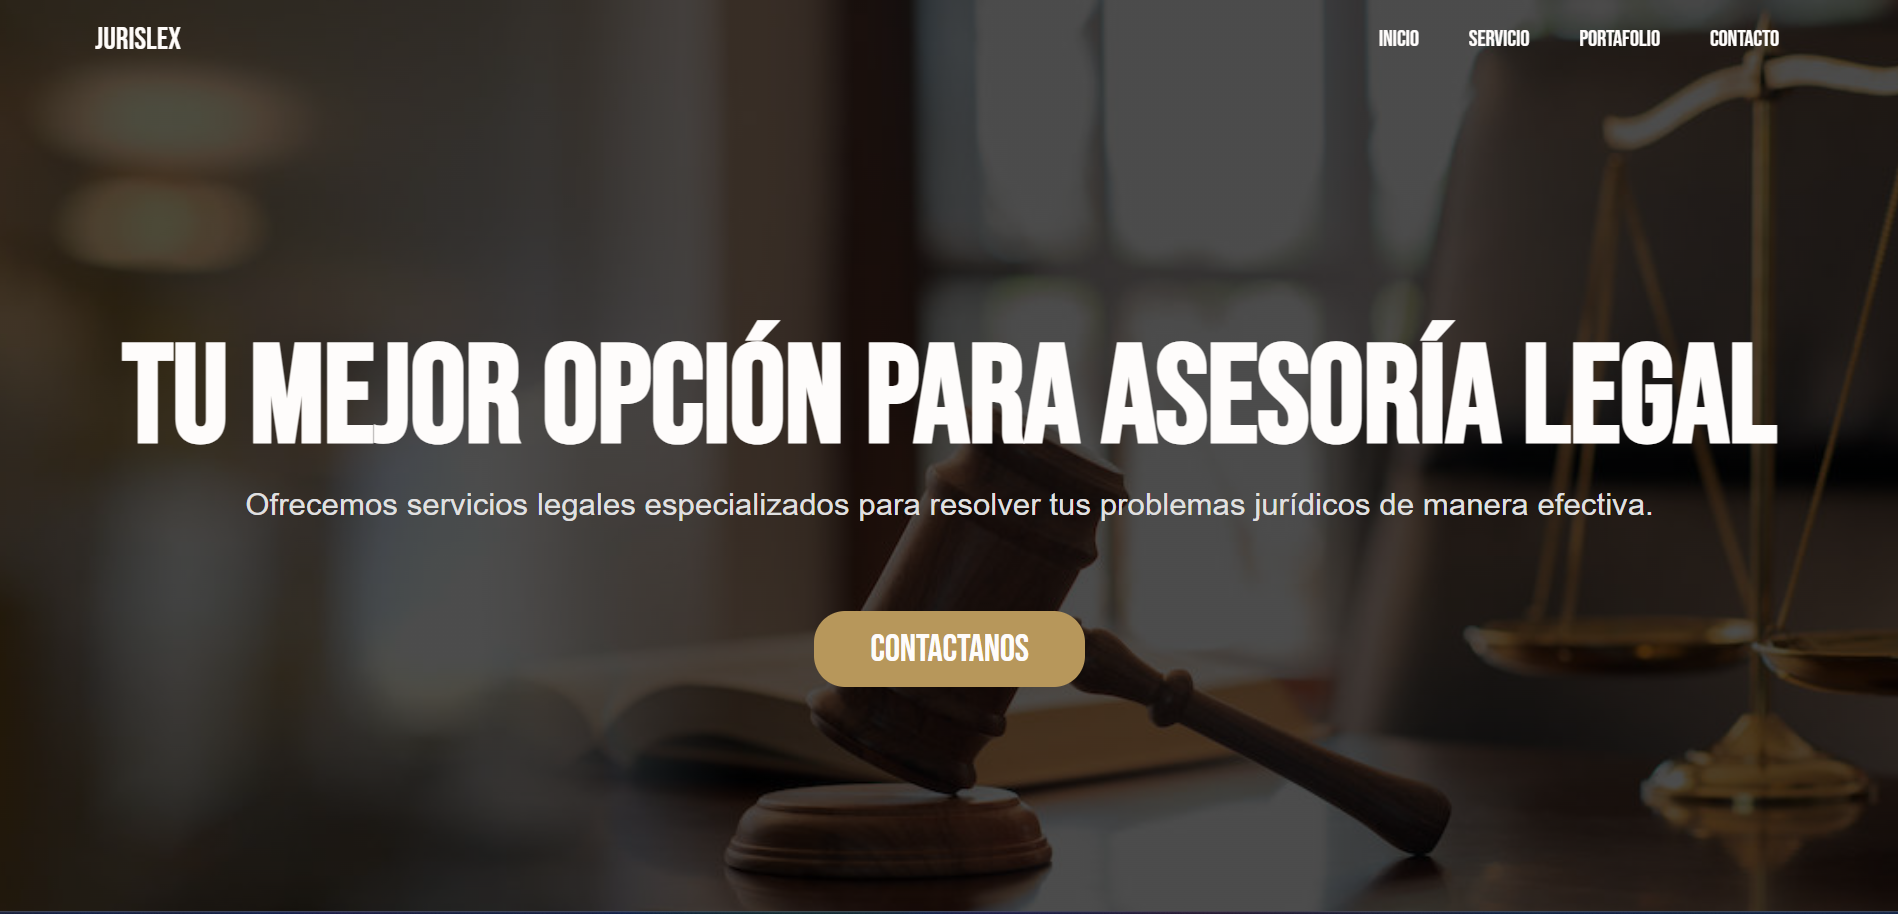 JURISLEX
INICIO SERVICIO PORTAFOLIO CONTACTO
TU MEJOR OPCIÓN PARA ASESORÍA LEGAL
Ofrecemos servicios legales especializados para resolver tus problemas jurídicos de manera efectiva.
CONTACTANOS